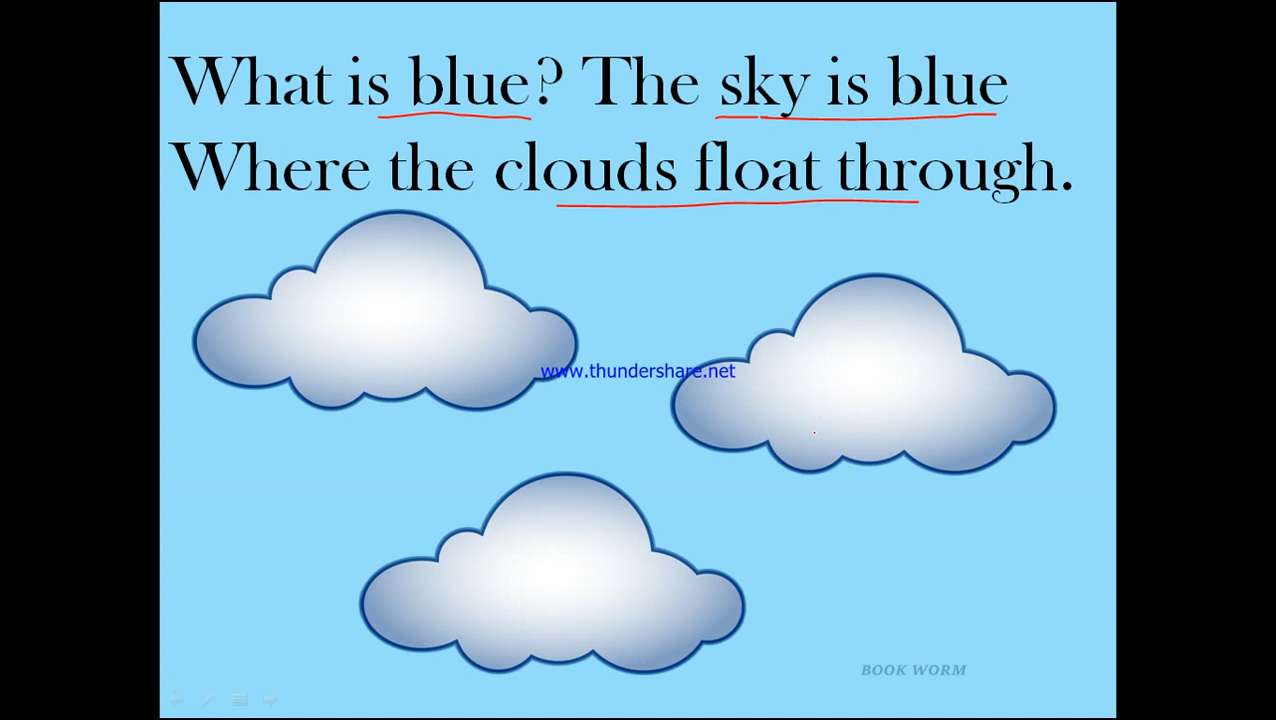 What is blue? The sky is blue
Where the clouds float through.
www.thundershare.net
BOOK WORM